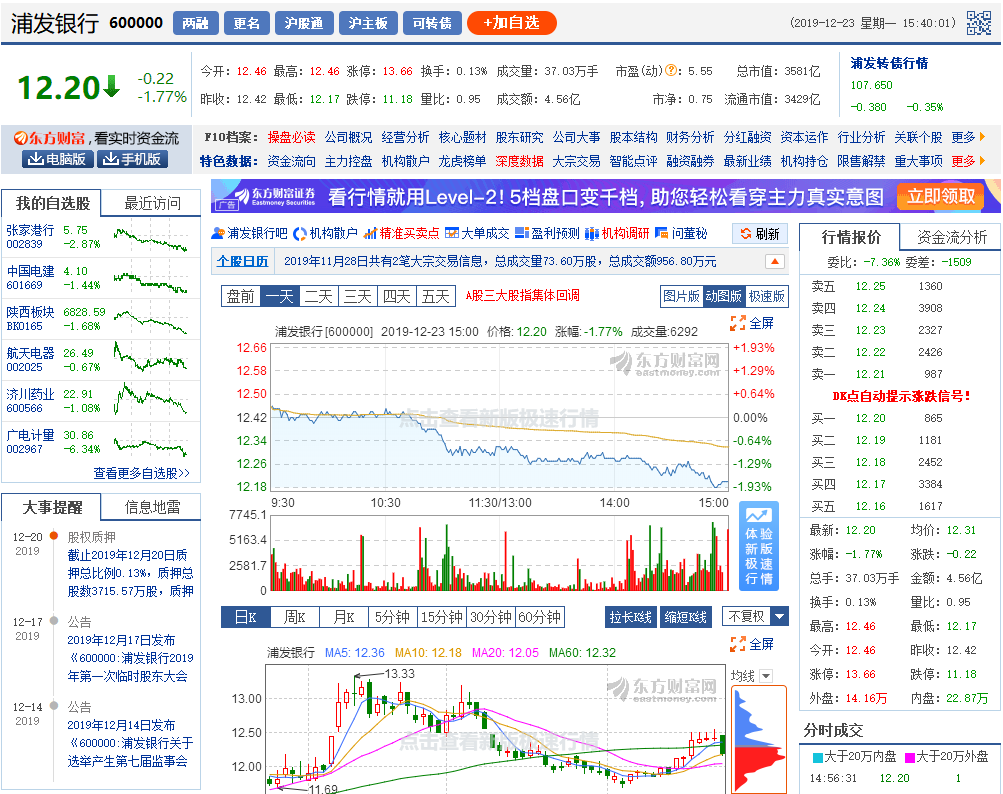 浦发银行 600000 两融 更名 沪股通 沪主板 可转债 +加自选 (2019-12-23 星期一 15:40:01)
12.20 -0.22 -1.77%
今开: 12.46 最高: 12.46 涨停: 13.66 换手: 0.13% 成交量: 37.03万手 市盈(动): 5.55 总市值: 3581亿
昨收: 12.42 最低: 12.17 跌停: 11.18 量比: 0.95 成交额: 4.56亿 市净: 0.75 流通市值: 3429亿
浦发转债行情
107.650
-0.380 -0.35%
东方财富,看实时资金流
电脑版 手机版
F10档案: 操盘必读 公司概况 经营分析 核心题材 股东研究 公司大事 股本结构 财务分析 分红融资 资本运作 行业分析 关联个股 更多
特色数据: 资金流向 主力控盘 机构散户 龙虎榜单 深度数据 大宗交易 智能点评 融资融券 最新业绩 机构持仓 限售解禁 重大事项 更多
广告 东方财富证券 Eastmoney Securities 看行情就用Level-2! 5档盘口变千档, 助您轻松看穿主力真实意图 立即领取
我的自选股 最近访问
张家港行 5.75
002839 -2.87%
中国电建 4.10
601669 -1.44%
陕西板块 6828.59
BK0165 -1.68%
航天电器 26.49
002025 -0.67%
济川药业 22.91
600566 -1.08%
广电计量 30.86
002967 -6.34%
查看更多自选股>>
大事提醒 信息地雷
12-20 股权质押
2019 截止2019年12月20日质
押总比例0.13%，质押总
股数3715.57万股，质押
12-17 公告
2019 2019年12月17日发布
《600000:浦发银行2019
年第一次临时股东大会
12-14 公告
2019 2019年12月14日发布
《600000:浦发银行关于
选举产生第七届监事会
浦发银行吧 机构散户 精准买卖点 大单成交 盈利预测 机构调研 问董秘 刷新
个股日历 2019年11月28日共有2笔大宗交易信息，总成交量73.60万股，总成交额956.80万元
盘前 一天 二天 三天 四天 五天 A股三大股指集体回调 图片版 动图版 极速版
浦发银行[600000] 2019-12-23 15:00 价格: 12.20 涨幅: -1.77% 成交量:6292 全屏
12.66 +1.93%
12.58 +1.29%
12.50 +0.64%
12.42 0.00%
12.34 -0.64%
12.26 -1.29%
12.18 -1.93%
东方财富网
eastmoney.com
点击查看新版极速行情
9:30 10:30 11:30/13:00 14:00 15:00
7745.1
5163.4
2581.7
0
体验
新版
极速
行情
日K 周K 月K 5分钟 15分钟 30分钟 60分钟 拉长K线 缩短K线 不复权
全屏
浦发银行 MA5: 12.36 MA10: 12.18 MA20: 12.05 MA60: 12.32
均线
13.33
13.00
12.50
12.00
11.69
东方财富网
eastmoney.com
点击查看新版极速行情
行情报价 资金流分析
委比: -7.36% 委差: -1509
卖五 12.25 1360
卖四 12.24 3908
卖三 12.23 2327
卖二 12.22 2426
卖一 12.21 987
DK点自动提示涨跌信号!
买一 12.20 865
买二 12.19 1181
买三 12.18 2452
买四 12.17 3384
买五 12.16 1617
最新: 12.20 均价: 12.31
涨幅: -1.77% 涨跌: -0.22
总手: 37.03万手 金额: 4.56亿
换手: 0.13% 量比: 0.95
最高: 12.46 最低: 12.17
今开: 12.46 昨收: 12.42
涨停: 13.66 跌停: 11.18
外盘: 14.16万 内盘: 22.87万
分时成交
大于20万内盘 大于20万外盘
14:56:31 12.20 1